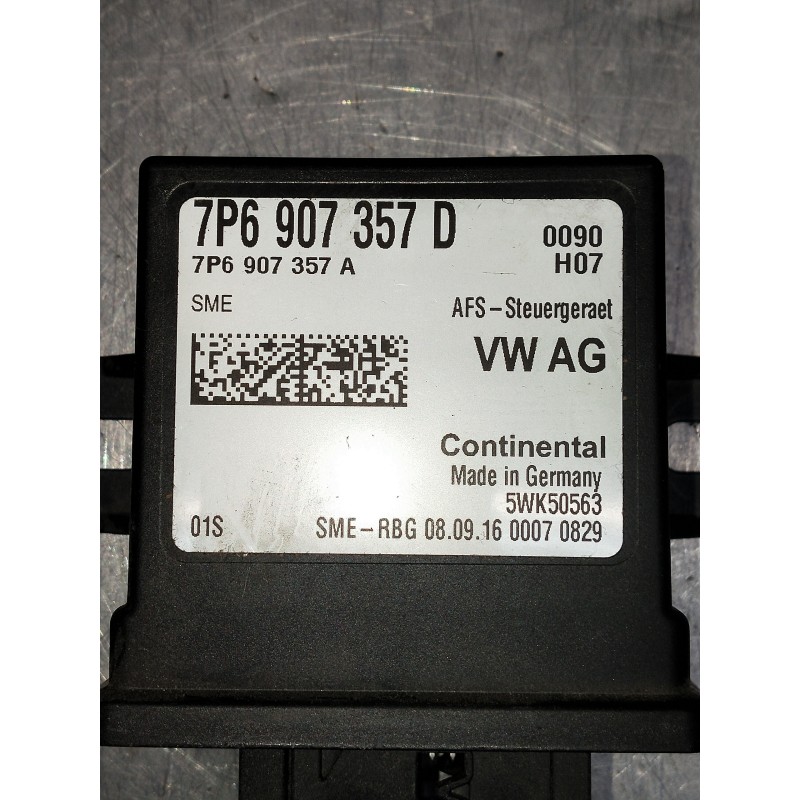 7P6 907 357 D 0090
7P6 907 357 A H07
SME AFS-Steuergeraet
VW AG
Continental
Made in Germany
5WK50563
01S SME-RBG 08.09.16 0007 0829